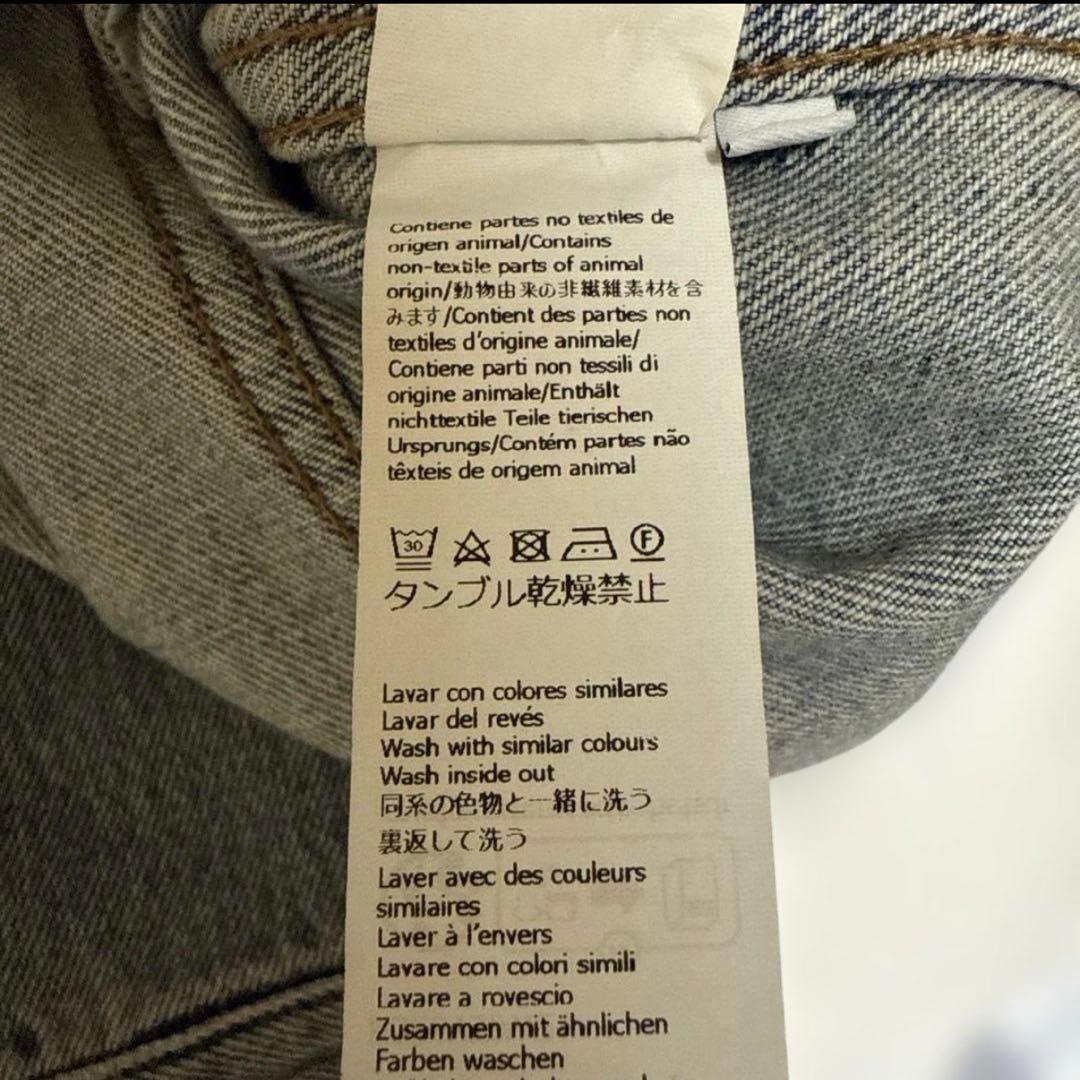 Contiene partes no textiles de
origen animal/Contains
non-textile parts of animal
origin/動物由来の非繊維素材を含
みます/Contient des parties non
textiles d'origine animale/
Contiene parti non tessili di
origine animale/Enthält
nichttextile Teile tierischen
Ursprungs/Contém partes não
têxteis de origem animal
30 F
タンブル乾燥禁止
Lavar con colores similares
Lavar del revés
Wash with similar colours
Wash inside out
同系の色物と一緒に洗う
裏返して洗う
Laver avec des couleurs
similaires
Laver à l'envers
Lavare con colori simili
Lavare a rovescio
Zusammen mit ähnlichen
Farben waschen